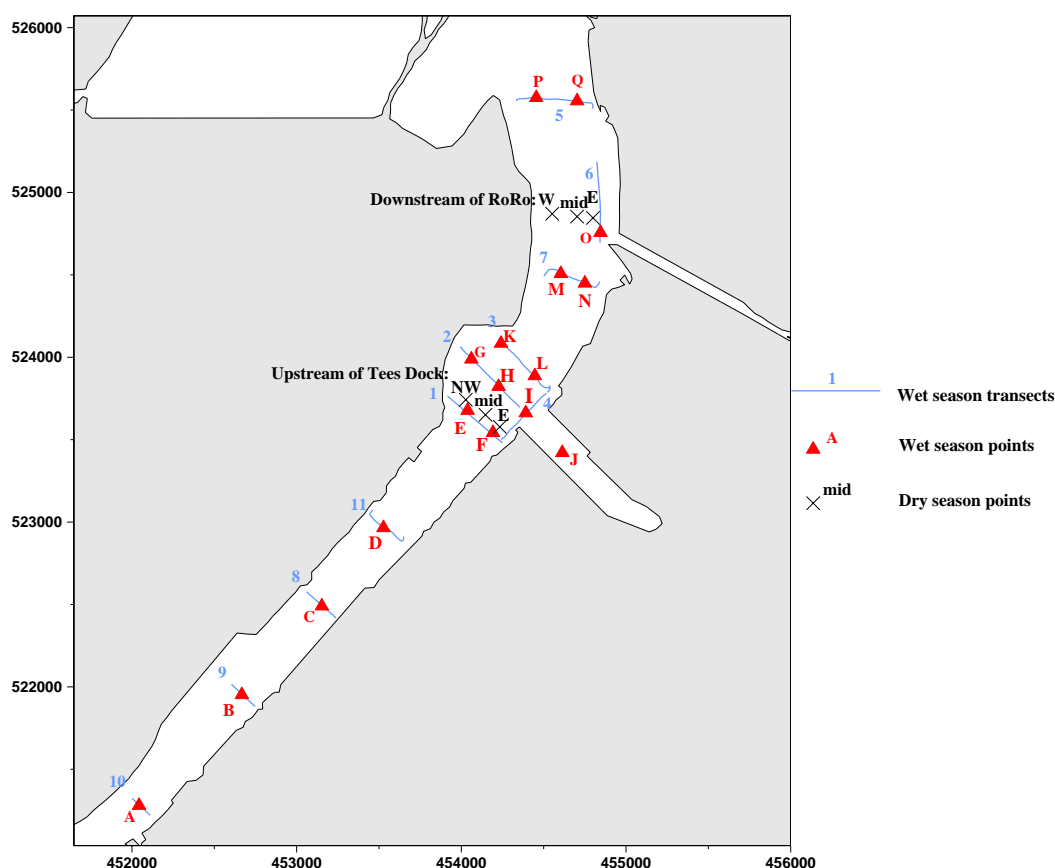 526000
P
Q
5
6
525000
Downstream of RoRo: W mid E
O
7
M
N
3
2
K
524000
G
L
Upstream of Tees Dock:
H
1
Wet season transects
NW
1
mid
I
4
E
E
F
A
Wet season points
J
mid
Dry season points
11
523000
D
8
C
9
522000
B
10
A
452000
453000
454000
455000
456000